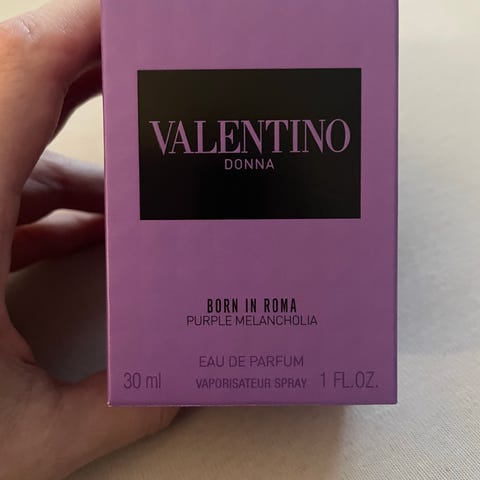 VALENTINO
DONNA
BORN IN ROMA
PURPLE MELANCHOLIA
EAU DE PARFUM
30 ml VAPORISATEUR SPRAY 1 FL.OZ.